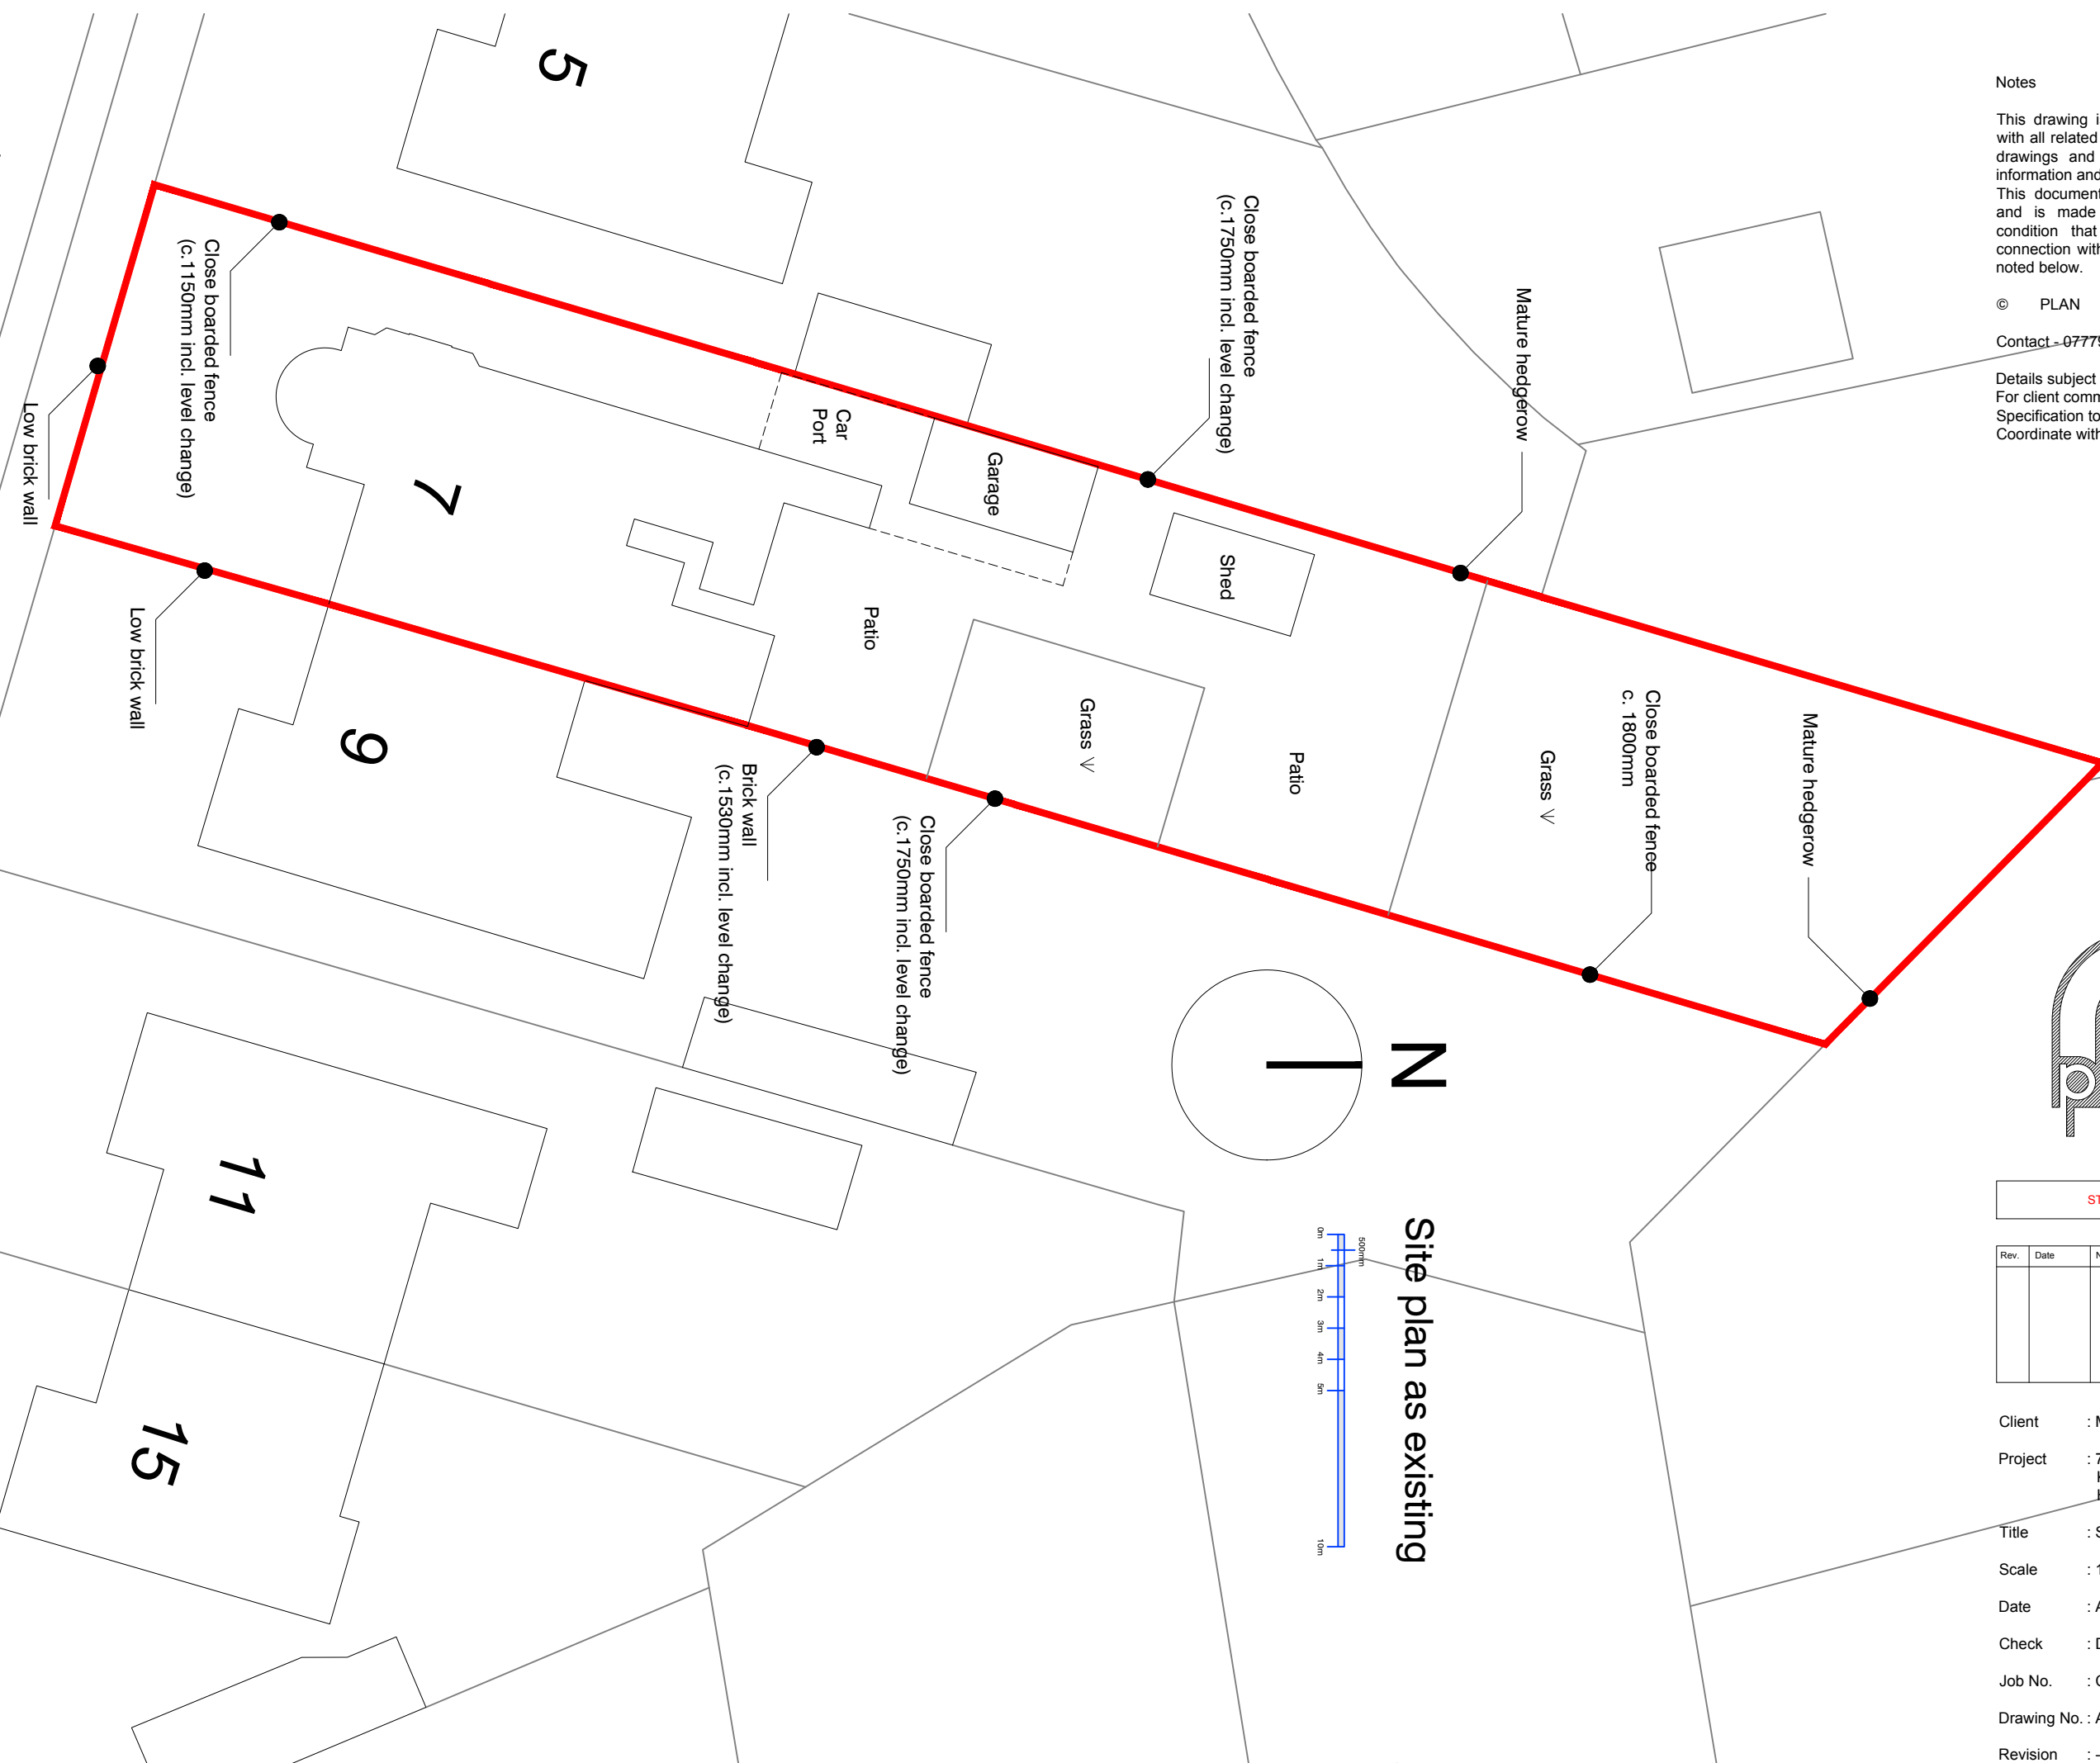 5
7
9
11
15
Close boarded fence
(c.1150mm incl. level change)
Low brick wall
Low brick wall
Car
Port
Garage
Close boarded fence
(c.1750mm incl. level change)
Mature hedgerow
Shed
Patio
Grass
Patio
Grass
Close boarded fence
c. 1800mm
Mature hedgerow
Brick wall
(c.1530mm incl. level change)
Close boarded fence
(c.1750mm incl. level change)
N
Site plan as existing
0m
500mm
1m
2m
3m
4m
5m
10m
Notes
This drawing
with all related
drawings and
information and
This document
and is made
condition that
connection with
noted below.
© PLAN
Contact - 07779
Details subject
For client comm
Specification to
Coordinate with
Rev. Date
Client :
Project : 7
Title :
Scale : 1
Date :
Check :
Job No. :
Drawing No. :
Revision : -